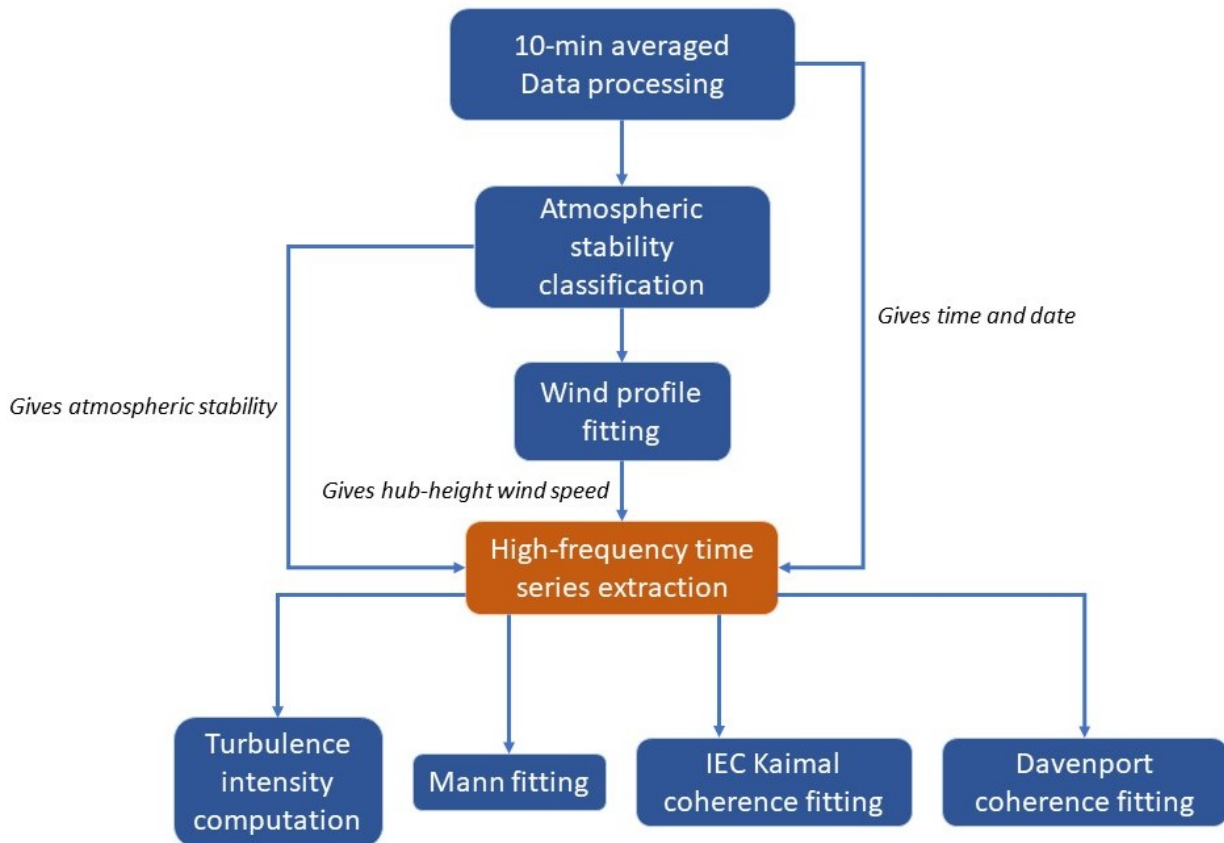 10-min averaged
Data processing
Atmospheric
stability
classification
Gives time and date
Wind profile
fitting
Gives atmospheric stability
Gives hub-height wind speed
High-frequency time
series extraction
Turbulence
intensity
computation
Mann fitting
IEC Kaimal
coherence fitting
Davenport
coherence fitting